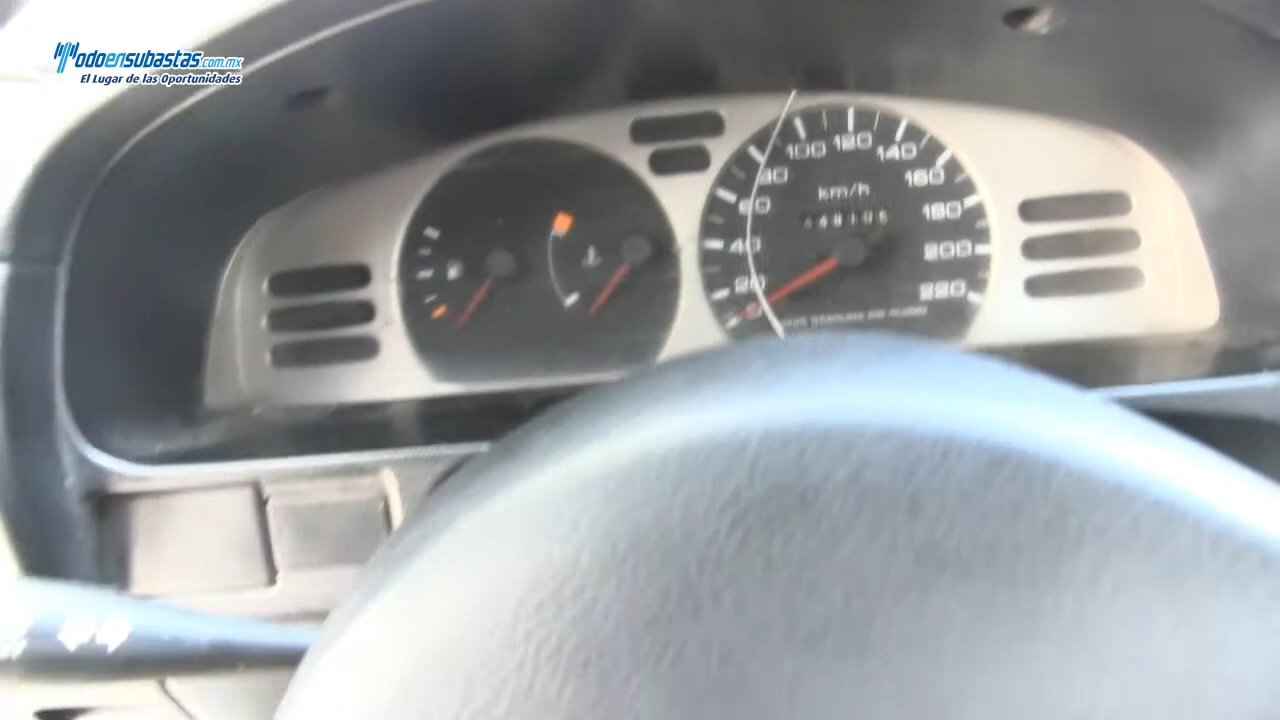 Todoensubastas.com.mx
El Lugar de las Oportunidades
100 120 140
80 160
km/h
60 180
40 200
20 220